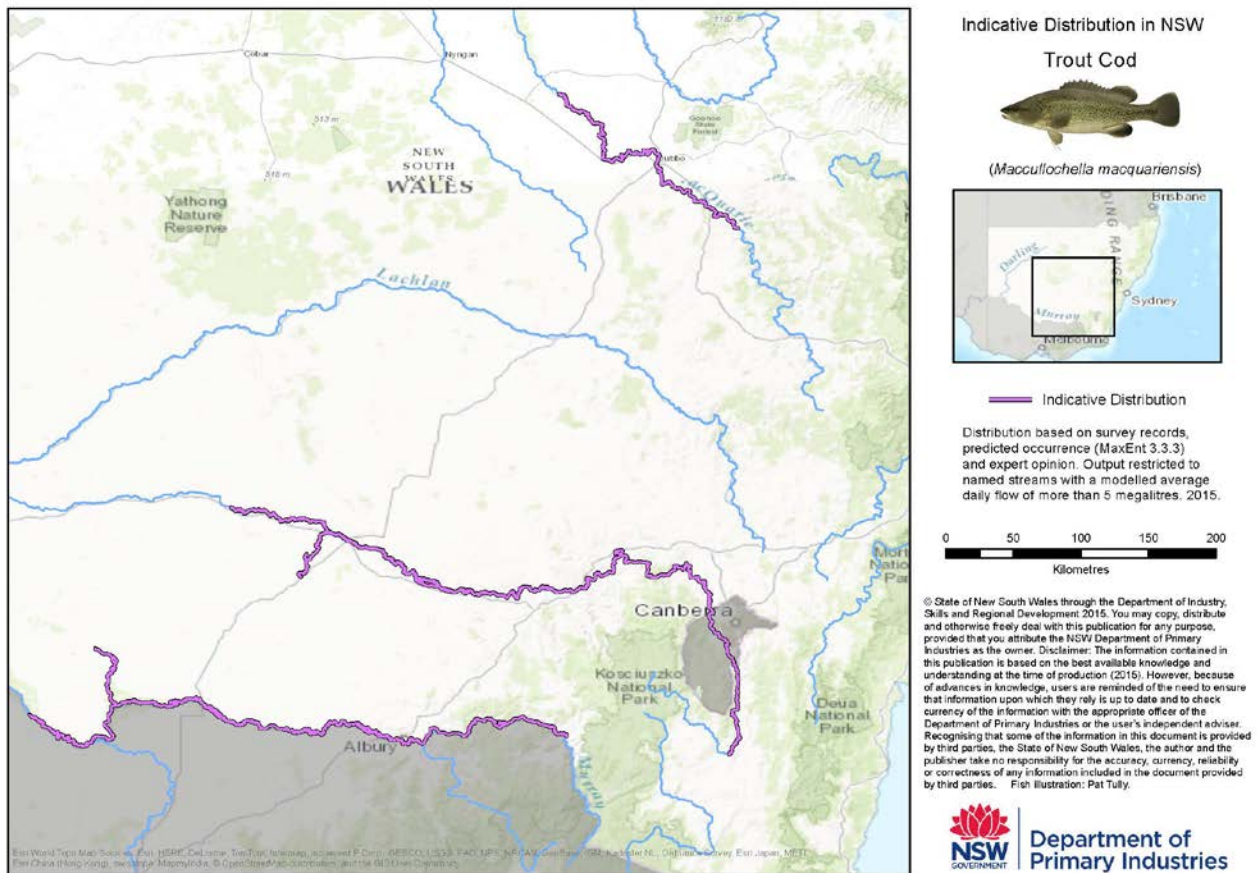 Indicative Distribution in NSW
Trout Cod
(Maccullochella macquariensis)
Cobar
Nyngan
1182 m
513 m
516 m
Goonoo
State
Forest
NEW
SOUTH
WALES
WALES
Yathong
Nature
Reserve
Lachlan
Canberra
Kosciuszko
National
Park
Deua
National
Park
Albury
Murray
DING RANGE
Brisbane
Darling
Sydney
Murray
Melbourne
Indicative Distribution
Distribution based on survey records,
predicted occurrence (MaxEnt 3.3.3)
and expert opinion. Output restricted to
named streams with a modelled average
daily flow of more than 5 megalitres. 2015.
0 50 100 150 200
Kilometres
© State of New South Wales through the Department of Industry,
Skills and Regional Development 2015. You may copy, distribute
and otherwise freely deal with this publication for any purpose,
provided that you attribute the NSW Department of Primary
Industries as the owner. Disclaimer: The information contained in
this publication is based on the best available knowledge and
understanding at the time of production (2015). However, because
of advances in knowledge, users are reminded of the need to ensure
that information upon which they rely is up to date and to check
currency of the information with the appropriate officer of the
Department of Primary Industries or the user's independent adviser.
Recognising that some of the information in this document is provided
by third parties, the State of New South Wales, the author and the
publisher take no responsibility for the accuracy, currency, reliability
or correctness of any information included in the document provided
by third parties. Fish illustration: Pat Tully.
NSW
GOVERNMENT
Department of
Primary Industries